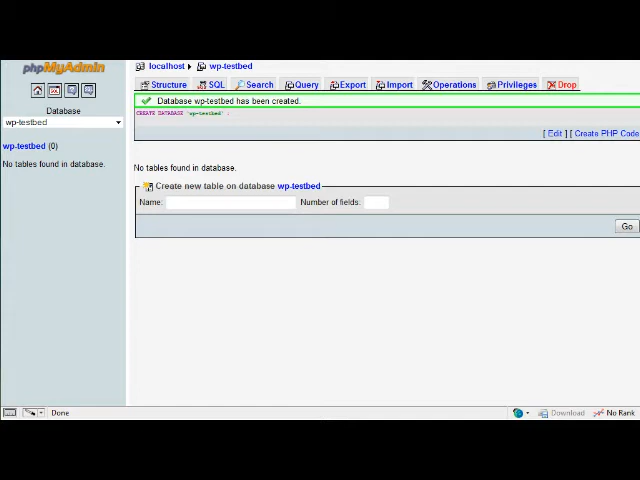 phpMyAdmin
localhost wp-testbed
Structure SQL Search Query Export Import Operations Privileges Drop
Database
wp-testbed
wp-testbed (0)
No tables found in database.
Database wp-testbed has been created.
CREATE DATABASE `wp-testbed` ;
[ Edit ] [ Create PHP Code
No tables found in database.
Create new table on database wp-testbed
Name: Number of fields:
Go
Done Download No Rank